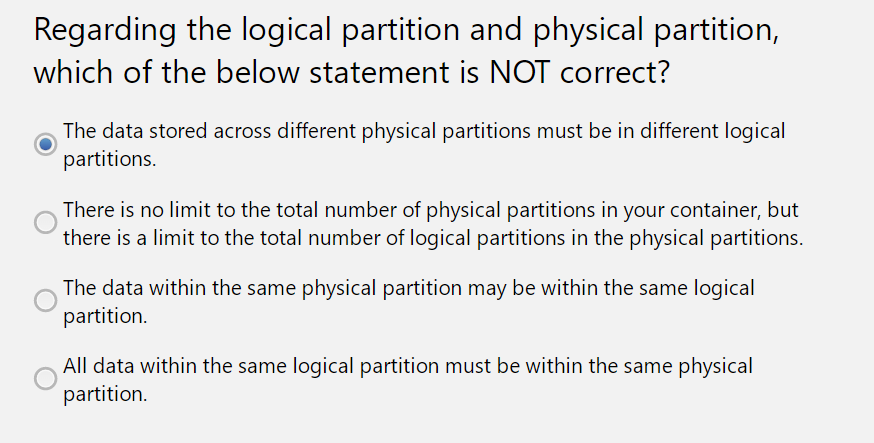 Regarding the logical partition and physical partition,
which of the below statement is NOT correct?
The data stored across different physical partitions must be in different logical
partitions.
There is no limit to the total number of physical partitions in your container, but
there is a limit to the total number of logical partitions in the physical partitions.
The data within the same physical partition may be within the same logical
partition.
All data within the same logical partition must be within the same physical
partition.